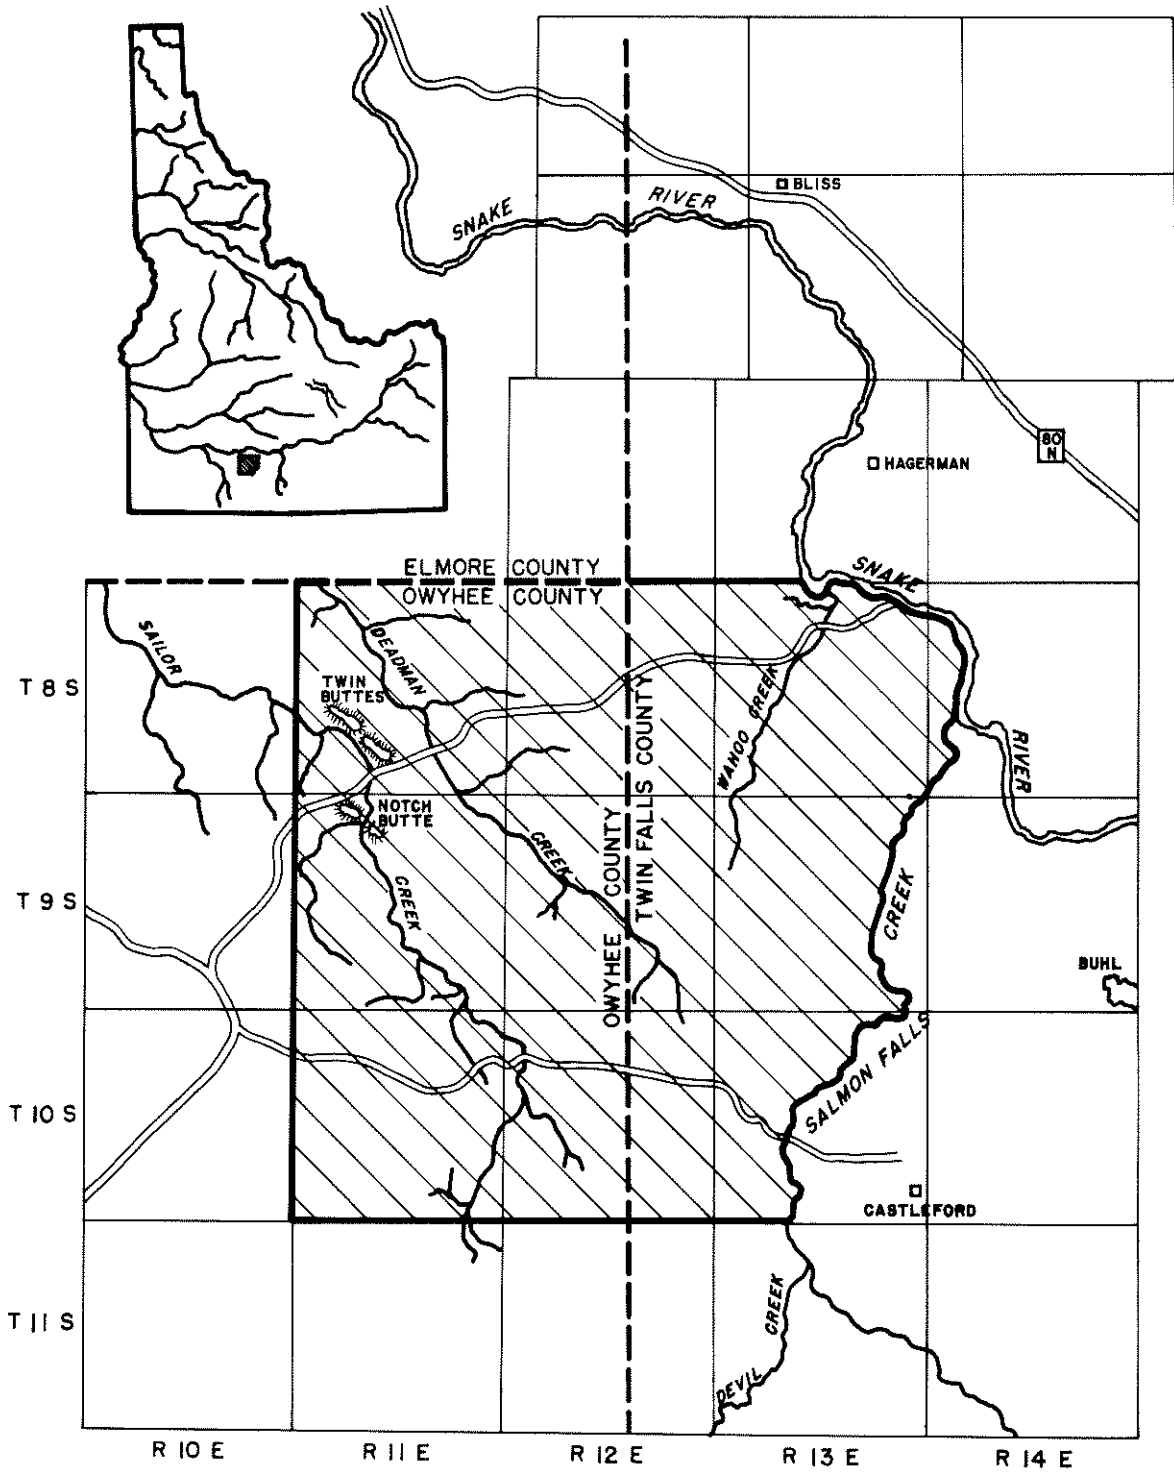 BLISS
SNAKE
RIVER
80
N
HAGERMAN
ELMORE COUNTY
OWYHEE COUNTY
SNAKE
RIVER
SAILOR
CREEK
DEADMAN
CREEK
TWIN
BUTTES
NOTCH
BUTTE
WAHOO CREEK
OWYHEE COUNTY
TWIN FALLS COUNTY
SALMON FALLS
CREEK
BUHL
CASTLEFORD
DEVIL
CREEK
T 8 S
T 9 S
T 10 S
T 11 S
R 10 E
R 11 E
R 12 E
R 13 E
R 14 E